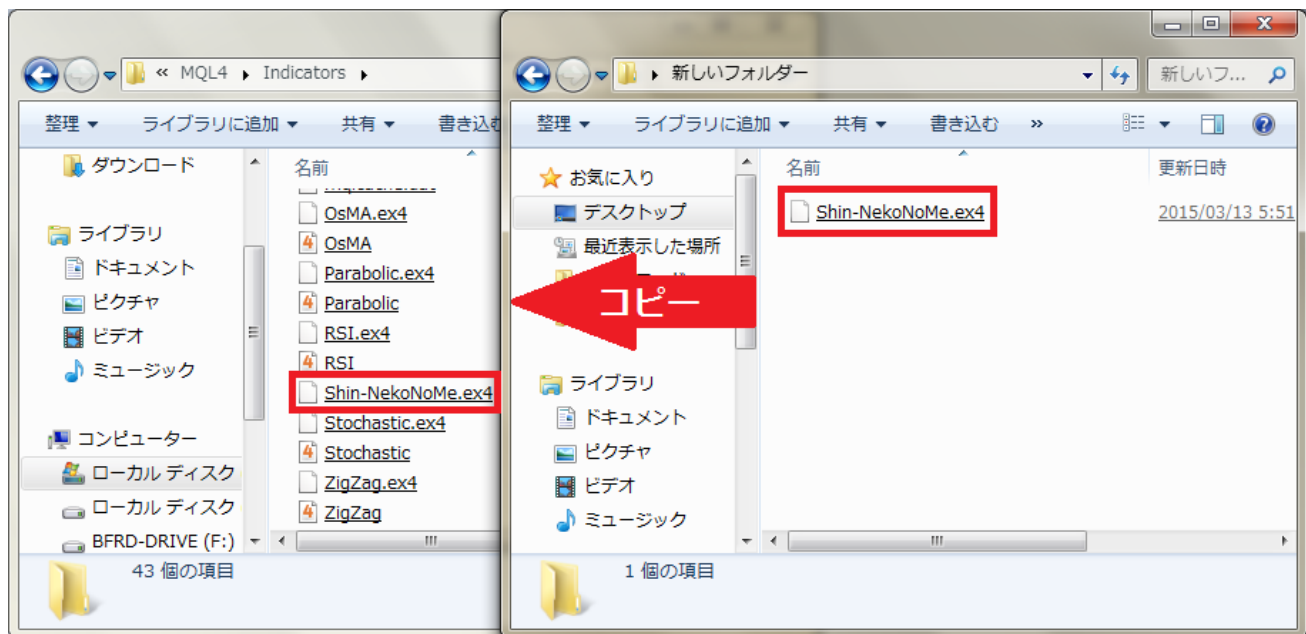 « MQL4 ▸ Indicators ▸
整理 ▼ ライブラリに追加 ▼ 共有 ▼ 書き込む
ダウンロード
ライブラリ
ドキュメント
ピクチャ
ビデオ
ミュージック
コンピューター
ローカル ディスク
ローカル ディスク
BFRD-DRIVE (F:)
名前
OsMA.ex4
OsMA
Parabolic.ex4
Parabolic
RSI.ex4
RSI
Shin-NekoNoMe.ex4
Stochastic.ex4
Stochastic
ZigZag.ex4
ZigZag
43 個の項目
▸ 新しいフォルダー
新しいフ...
整理 ▼ ライブラリに追加 ▼ 共有 ▼ 書き込む »
お気に入り
デスクトップ
最近表示した場所
コピー
ライブラリ
ドキュメント
ピクチャ
ビデオ
ミュージック
名前 更新日時
Shin-NekoNoMe.ex4 2015/03/13 5:51
1 個の項目